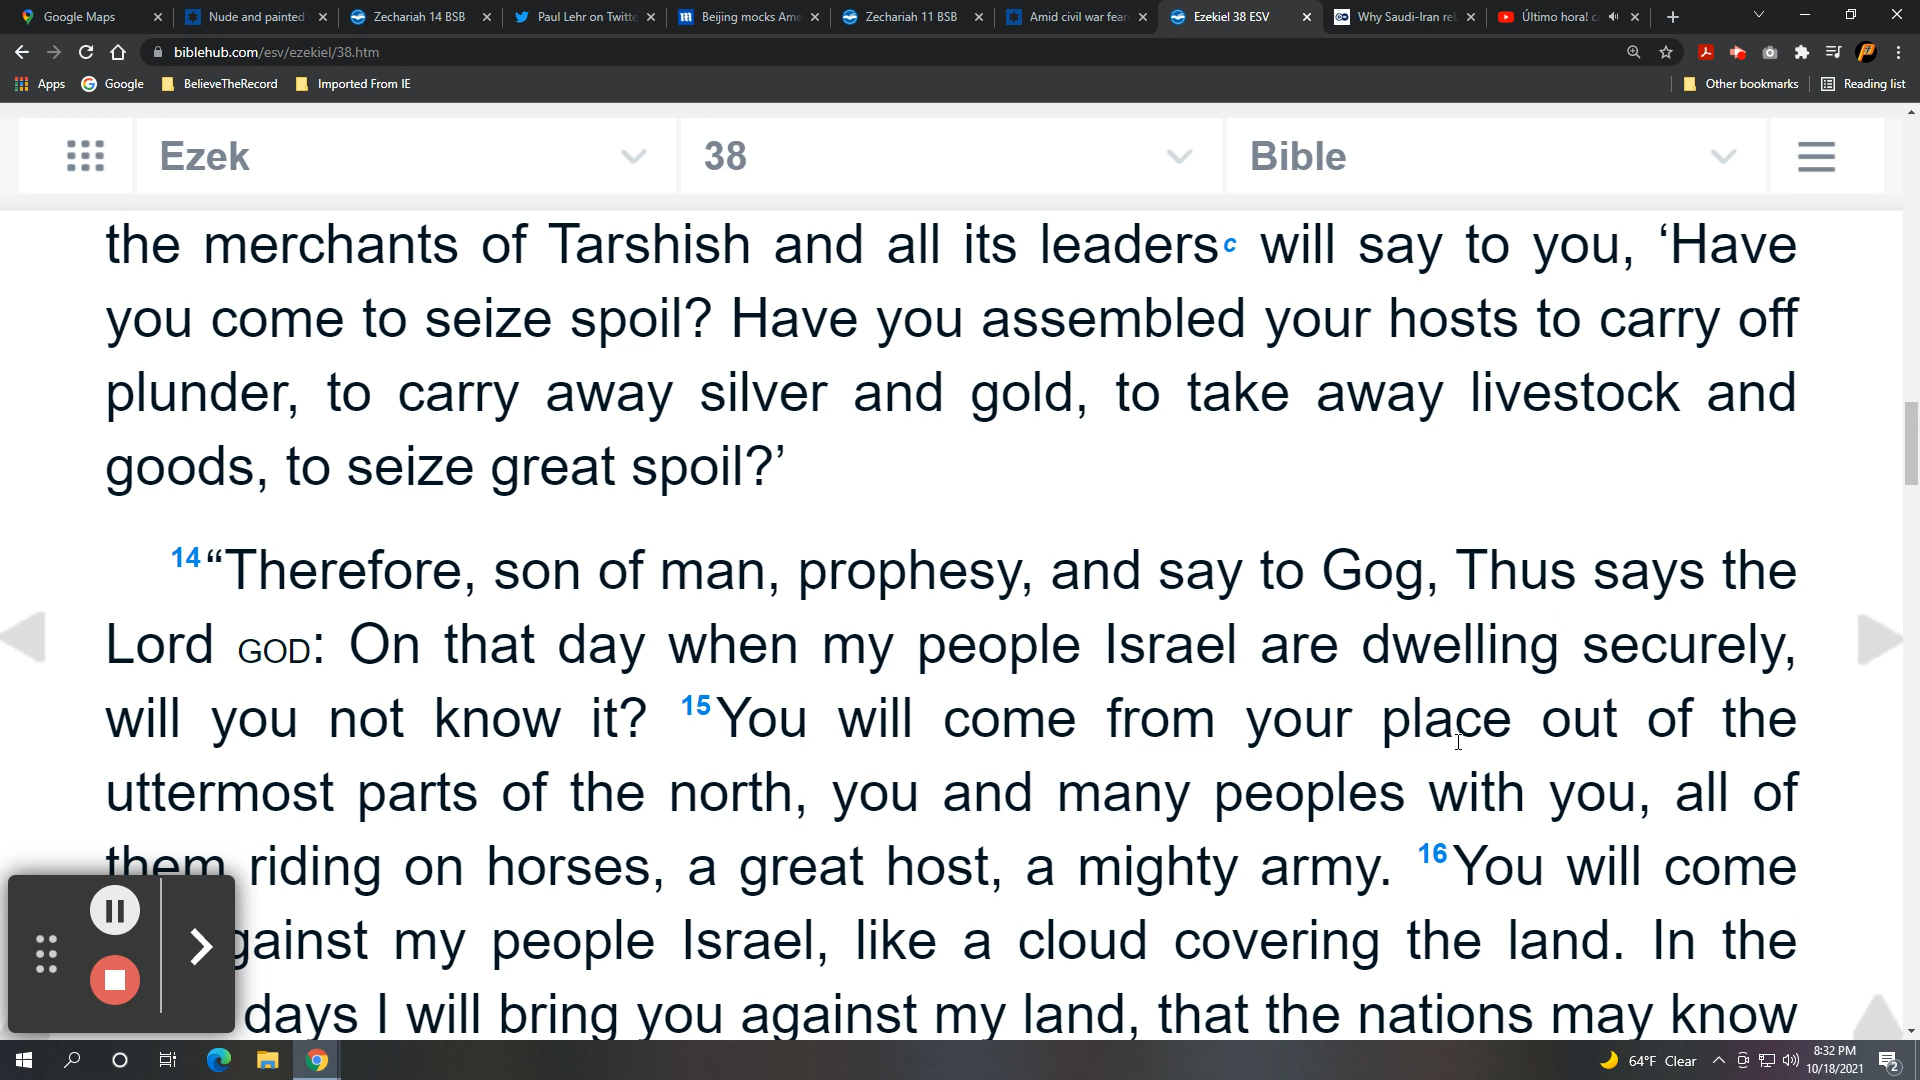 Google Maps
Nude and painted
Zechariah 14 BSB
Paul Lehr on Twitte
Beijing mocks Ame
Zechariah 11 BSB
Amid civil war fear
Ezekiel 38 ESV
Why Saudi-Iran rel
Último hora! c
biblehub.com/esv/ezekiel/38.htm
Apps
Google
BelieveTheRecord
Imported From IE
Other bookmarks
Reading list
Ezek
38
Bible
the merchants of Tarshish and all its leadersc will say to you, ‘Have
you come to seize spoil? Have you assembled your hosts to carry off
plunder, to carry away silver and gold, to take away livestock and
goods, to seize great spoil?’
14“Therefore, son of man, prophesy, and say to Gog, Thus says the
Lord GOD: On that day when my people Israel are dwelling securely,
will you not know it? 15You will come from your place out of the
uttermost parts of the north, you and many peoples with you, all of
them riding on horses, a great host, a mighty army. 16You will come
gainst my people Israel, like a cloud covering the land. In the
days I will bring you against my land, that the nations may know
64°F Clear
8:32 PM
10/18/2021
2